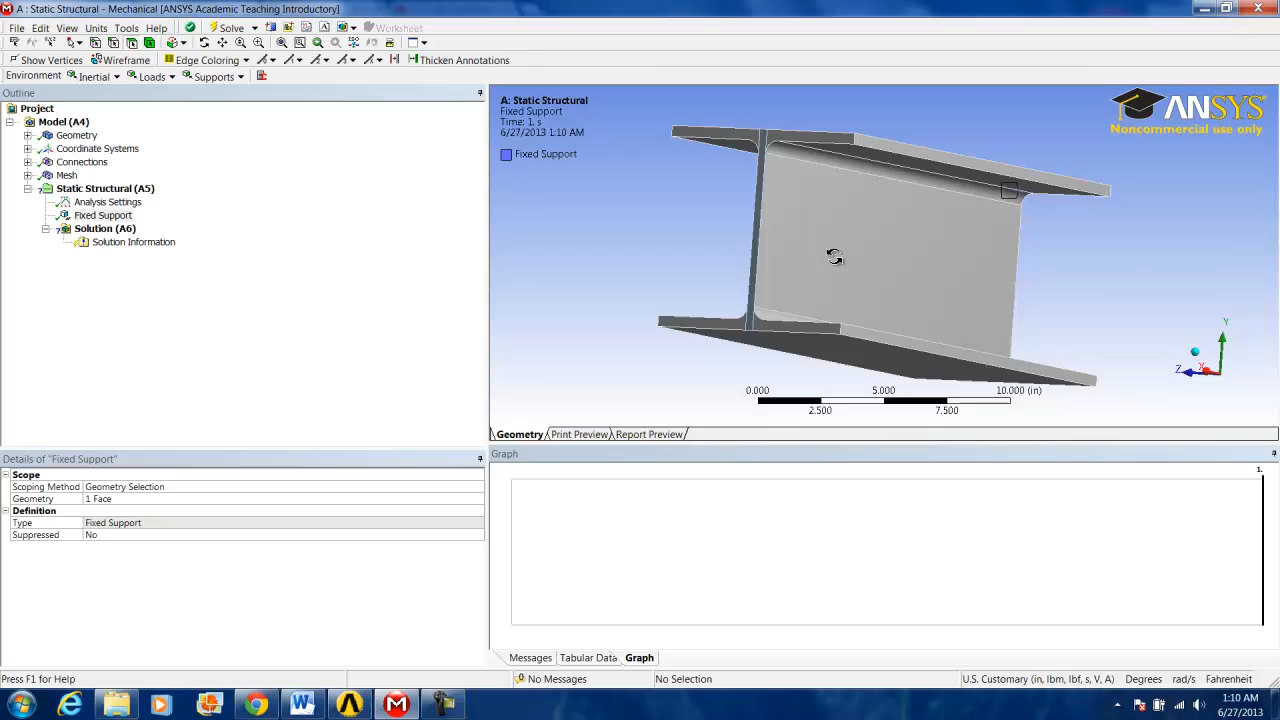 A : Static Structural - Mechanical [ANSYS Academic Teaching Introductory]
File Edit View Units Tools Help Solve Worksheet
Show Vertices Wireframe Edge Coloring Thicken Annotations
Environment Inertial Loads Supports
Outline
Project
Model (A4)
Geometry
Coordinate Systems
Connections
Mesh
Static Structural (A5)
Analysis Settings
Fixed Support
Solution (A6)
Solution Information
A: Static Structural
Fixed Support
Time: 1. s
6/27/2013 1:10 AM
Fixed Support
ANSYS
Noncommercial use only
Y
Z X
0.000 5.000 10.000 (in)
2.500 7.500
Geometry Print Preview Report Preview
Details of "Fixed Support"
Scope
Scoping Method Geometry Selection
Geometry 1 Face
Definition
Type Fixed Support
Suppressed No
Graph
1.
Messages Tabular Data Graph
Press F1 for Help No Messages No Selection U.S. Customary (in, lbm, lbf, s, V, A) Degrees rad/s Fahrenheit
1:10 AM
6/27/2013